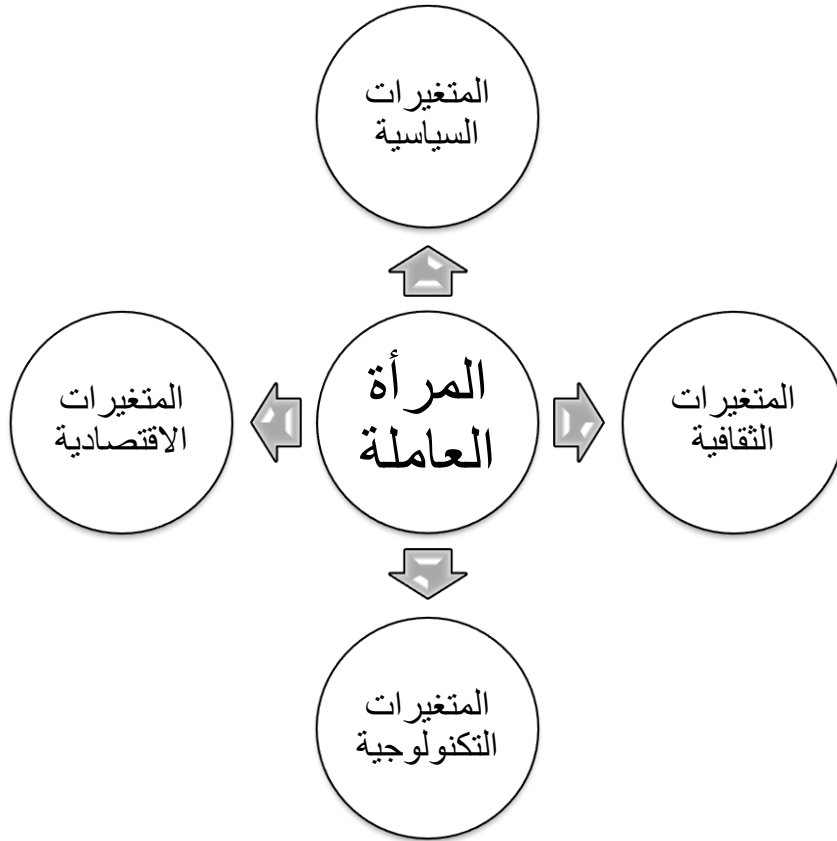 المتغيرات
السياسية
المتغيرات
الثقافية
المرأة
العاملة
المتغيرات
الاقتصادية
المتغيرات
التكنولوجية